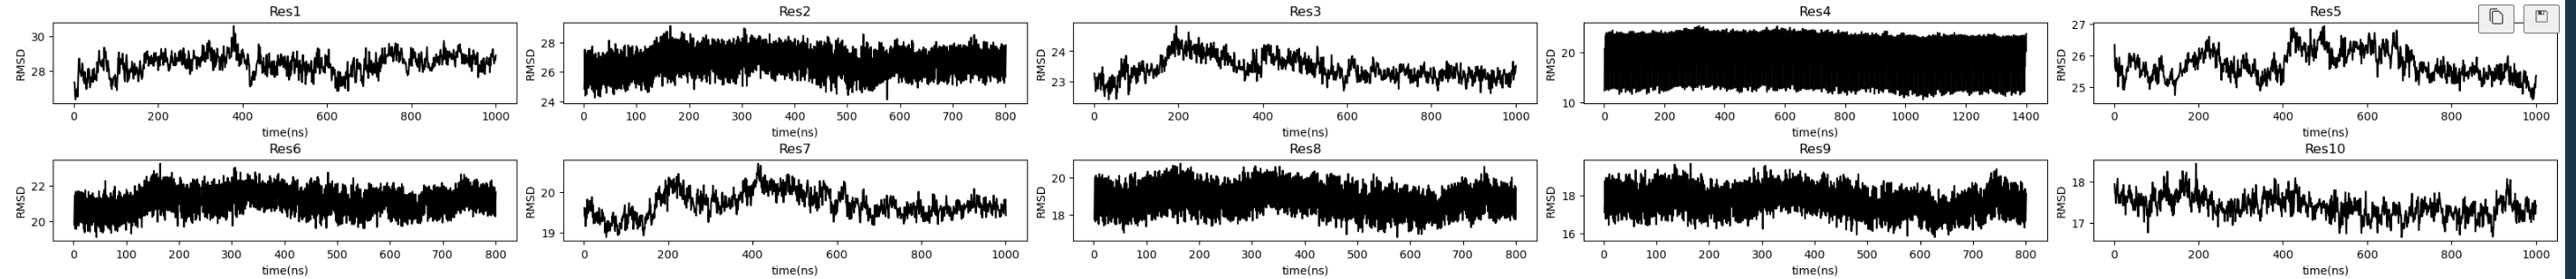 Res1 Res2 Res3 Res4 Res5
30 28 26 24 24 23 20 10 27 26 25
28
RMSD RMSD RMSD RMSD RMSD
0 200 400 600 800 1000 0 100 200 300 400 500 600 700 800 0 200 400 600 800 1000 0 200 400 600 800 1000 1200 1400 0 200 400 600 800 1000
time(ns) time(ns) time(ns) time(ns) time(ns)
Res6 Res7 Res8 Res9 Res10
22 20 20 18 18
20 19 18 16 17
RMSD RMSD RMSD RMSD RMSD
0 100 200 300 400 500 600 700 800 0 200 400 600 800 1000 0 100 200 300 400 500 600 700 800 0 100 200 300 400 500 600 700 800 0 200 400 600 800 1000
time(ns) time(ns) time(ns) time(ns) time(ns)